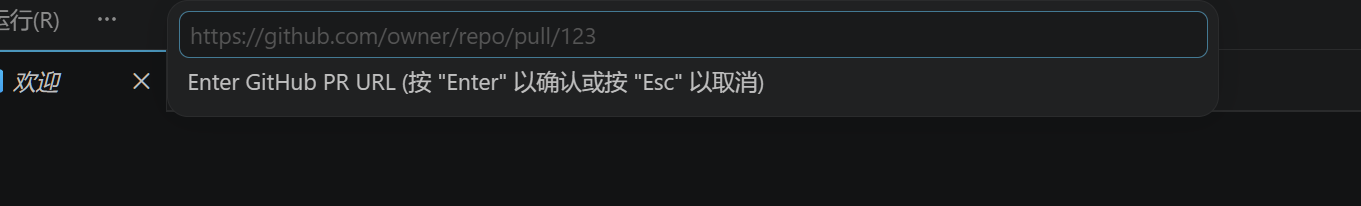 运行(R) ···
https://github.com/owner/repo/pull/123
欢迎
Enter GitHub PR URL (按 "Enter" 以确认或按 "Esc" 以取消)